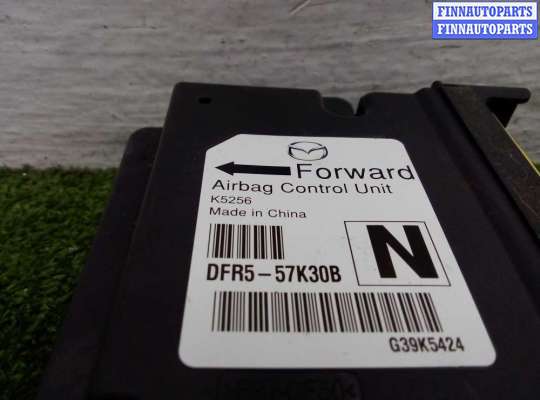 FINNAUTOPARTS
FINNAUTOPARTS
Forward
Airbag Control Unit
K5256
Made in China
DFR5-57K30B
N
G39K5424